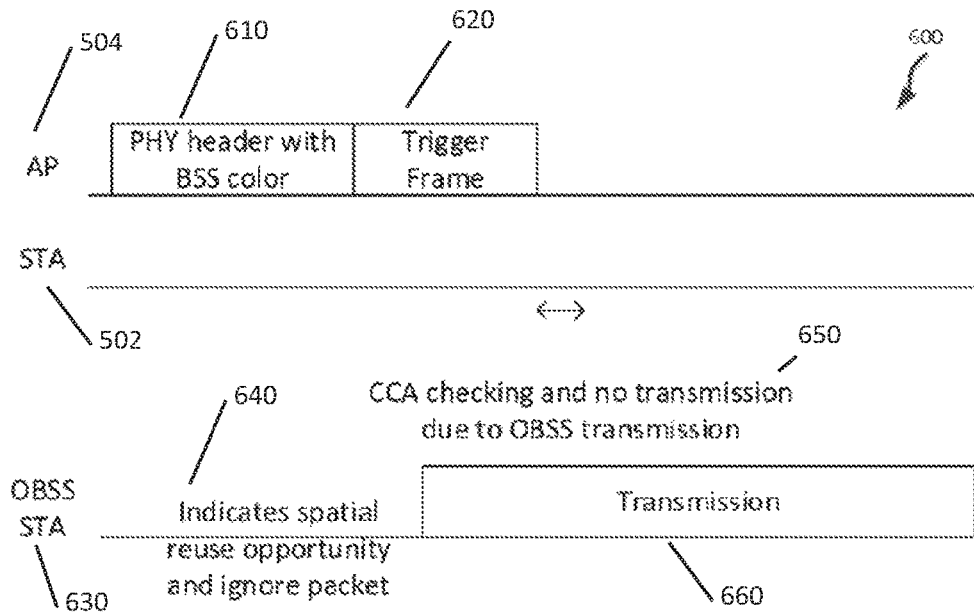 504
610
620
600
AP
PHY header with
BSS color
Trigger
Frame
STA
502
650
640
CCA checking and no transmission
due to OBSS transmission
OBSS
STA
Indicates spatial
reuse opportunity
and ignore packet
Transmission
630
660